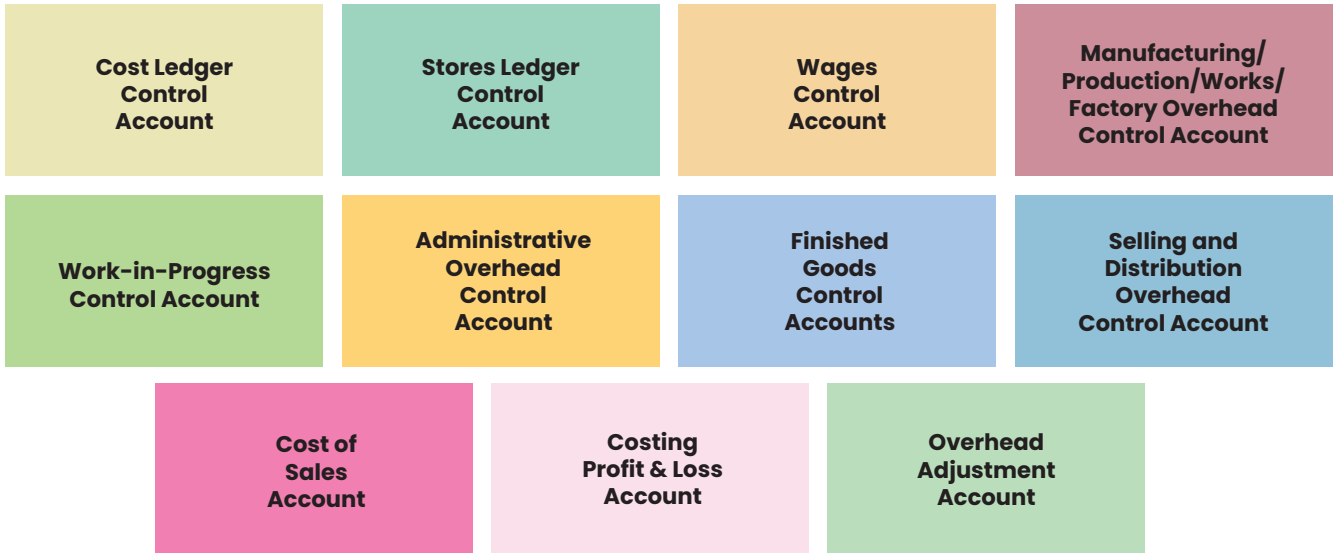 Cost Ledger
Control
Account
Stores Ledger
Control
Account
Wages
Control
Account
Manufacturing/
Production/Works/
Factory Overhead
Control Account
Work-in-Progress
Control Account
Administrative
Overhead
Control
Account
Finished
Goods
Control
Accounts
Selling and
Distribution
Overhead
Control Account
Cost of
Sales
Account
Costing
Profit & Loss
Account
Overhead
Adjustment
Account